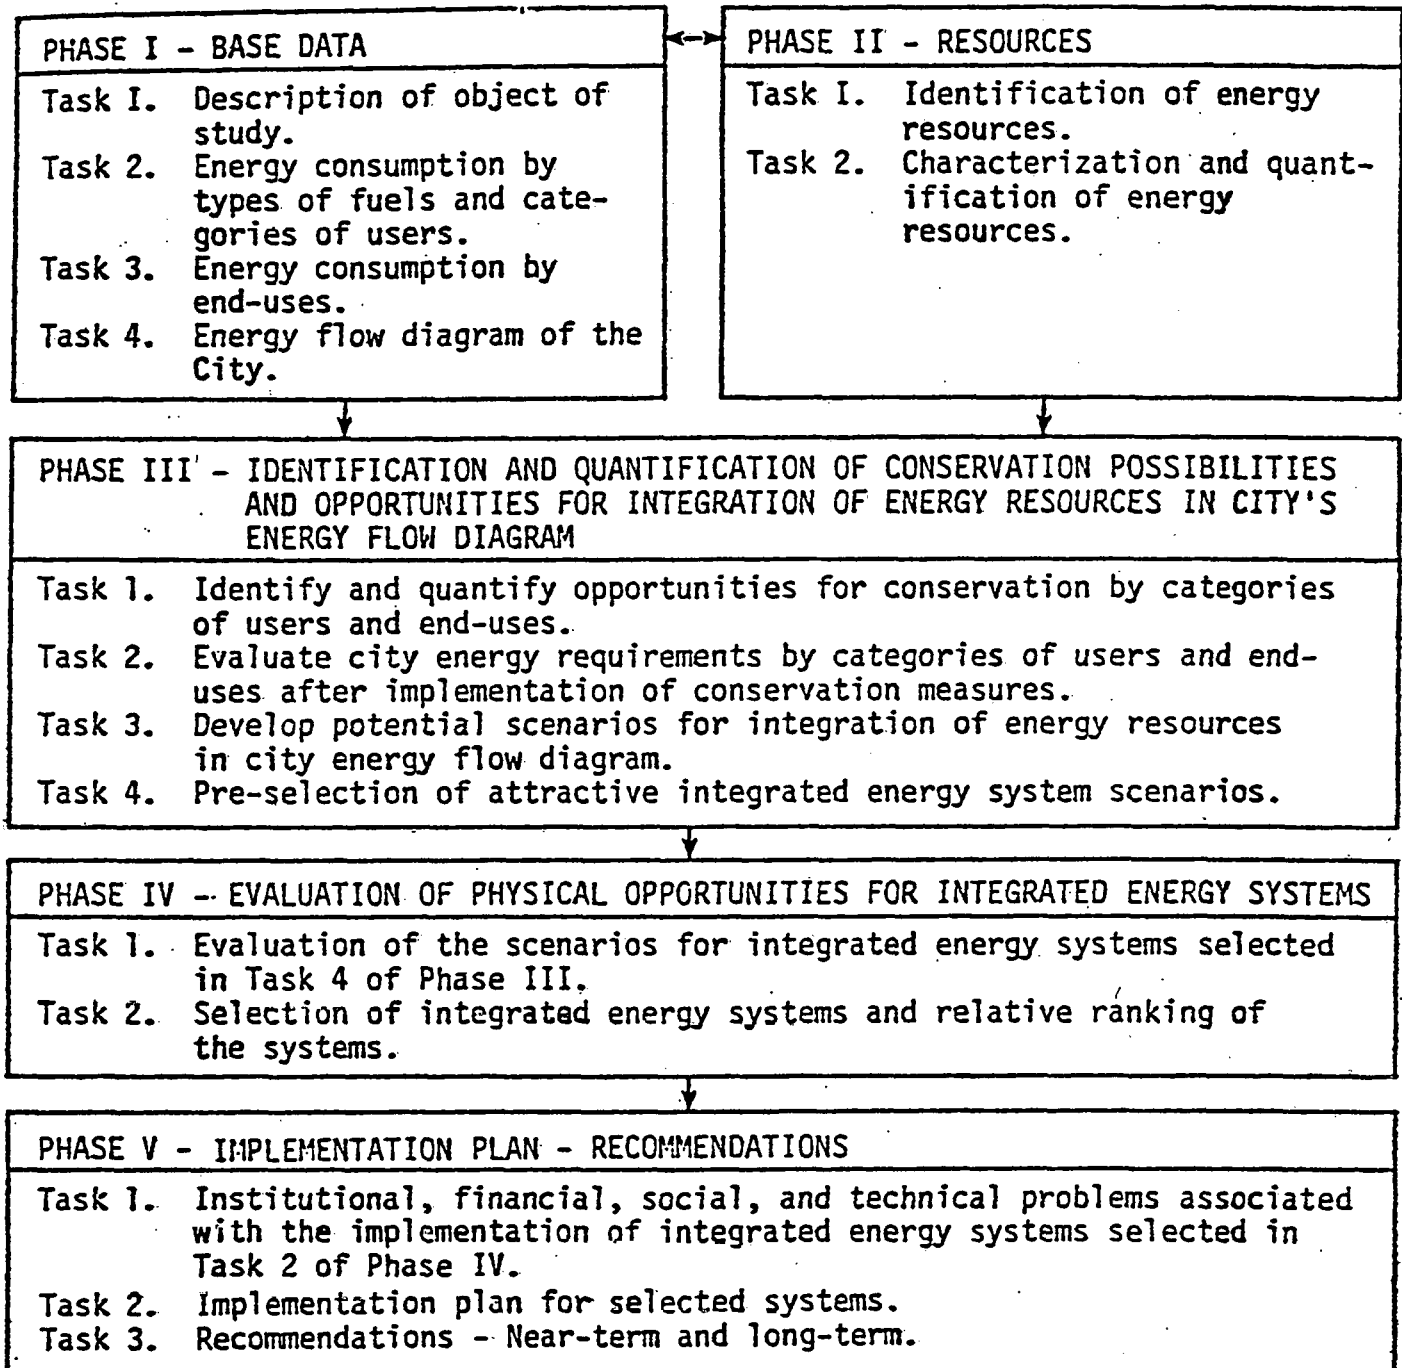 PHASE I - BASE DATA
Task I. Description of object of
study.
Task 2. Energy consumption by
types of fuels and cate-
gories of users.
Task 3. Energy consumption by
end-uses.
Task 4. Energy flow diagram of the
City.
PHASE II - RESOURCES
Task I. Identification of energy
resources.
Task 2. Characterization and quant-
ification of energy
resources.
PHASE III - IDENTIFICATION AND QUANTIFICATION OF CONSERVATION POSSIBILITIES
AND OPPORTUNITIES FOR INTEGRATION OF ENERGY RESOURCES IN CITY'S
ENERGY FLOW DIAGRAM
Task 1. Identify and quantify opportunities for conservation by categories
of users and end-uses.
Task 2. Evaluate city energy requirements by categories of users and end-
uses after implementation of conservation measures.
Task 3. Develop potential scenarios for integration of energy resources
in city energy flow diagram.
Task 4. Pre-selection of attractive integrated energy system scenarios.
PHASE IV - EVALUATION OF PHYSICAL OPPORTUNITIES FOR INTEGRATED ENERGY SYSTEMS
Task 1. Evaluation of the scenarios for integrated energy systems selected
in Task 4 of Phase III.
Task 2. Selection of integrated energy systems and relative ranking of
the systems.
PHASE V - IMPLEMENTATION PLAN - RECOMMENDATIONS
Task 1. Institutional, financial, social, and technical problems associated
with the implementation of integrated energy systems selected in
Task 2 of Phase IV.
Task 2. Implementation plan for selected systems.
Task 3. Recommendations - Near-term and long-term.